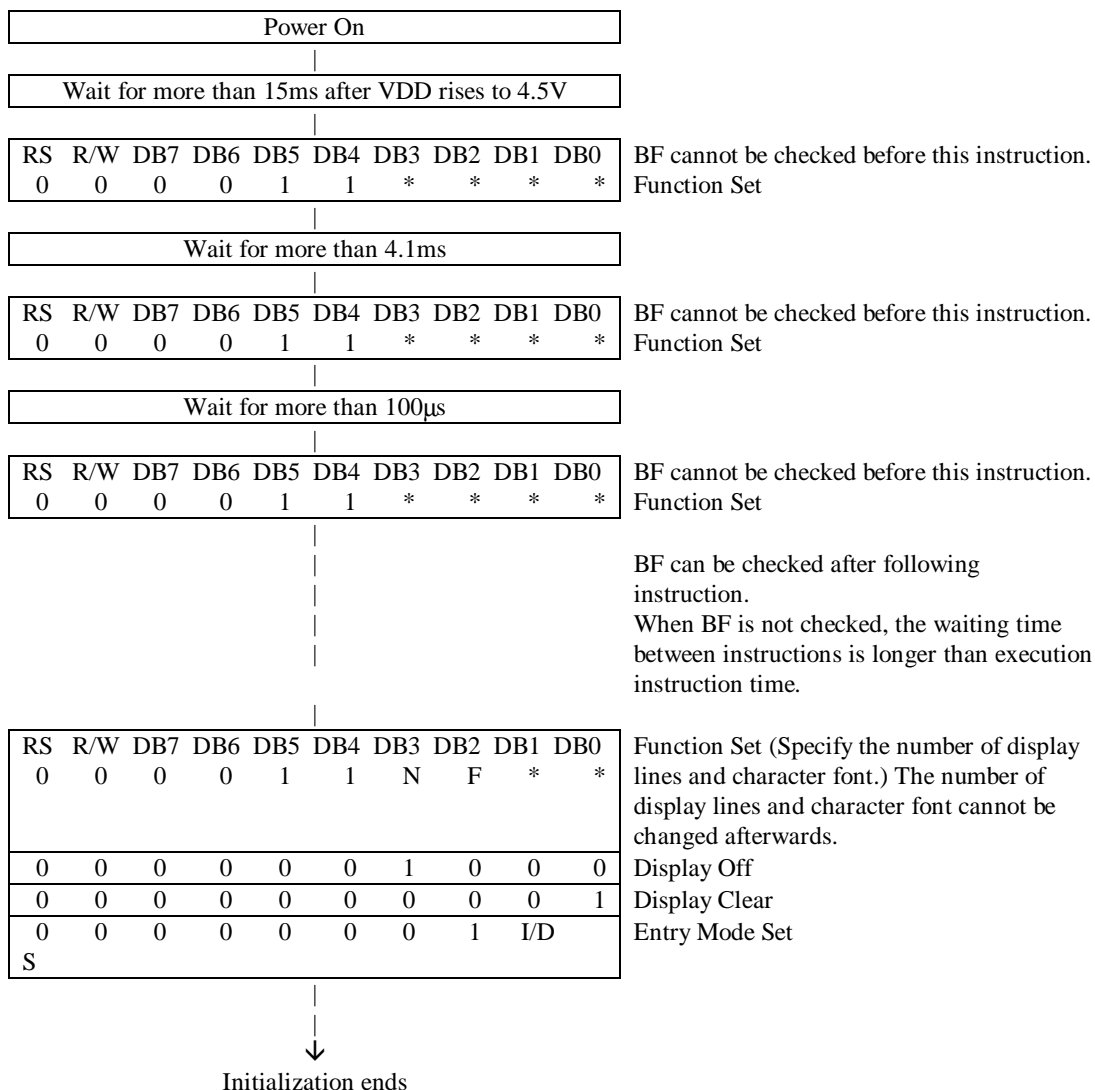 Power On
Wait for more than 15ms after VDD rises to 4.5V
RS R/W DB7 DB6 DB5 DB4 DB3 DB2 DB1 DB0 BF cannot be checked before this instruction.
0 0 0 0 1 1 * * * * Function Set
Wait for more than 4.1ms
RS R/W DB7 DB6 DB5 DB4 DB3 DB2 DB1 DB0 BF cannot be checked before this instruction.
0 0 0 0 1 1 * * * * Function Set
Wait for more than 100μs
RS R/W DB7 DB6 DB5 DB4 DB3 DB2 DB1 DB0 BF cannot be checked before this instruction.
0 0 0 0 1 1 * * * * Function Set
BF can be checked after following
instruction.
When BF is not checked, the waiting time
between instructions is longer than execution
instruction time.
RS R/W DB7 DB6 DB5 DB4 DB3 DB2 DB1 DB0 Function Set (Specify the number of display
0 0 0 0 1 1 N F * * lines and character font.) The number of
display lines and character font cannot be
changed afterwards.
0 0 0 0 0 0 1 0 0 0 Display Off
0 0 0 0 0 0 0 0 0 1 Display Clear
0 0 0 0 0 0 0 1 I/D Entry Mode Set
S
Initialization ends